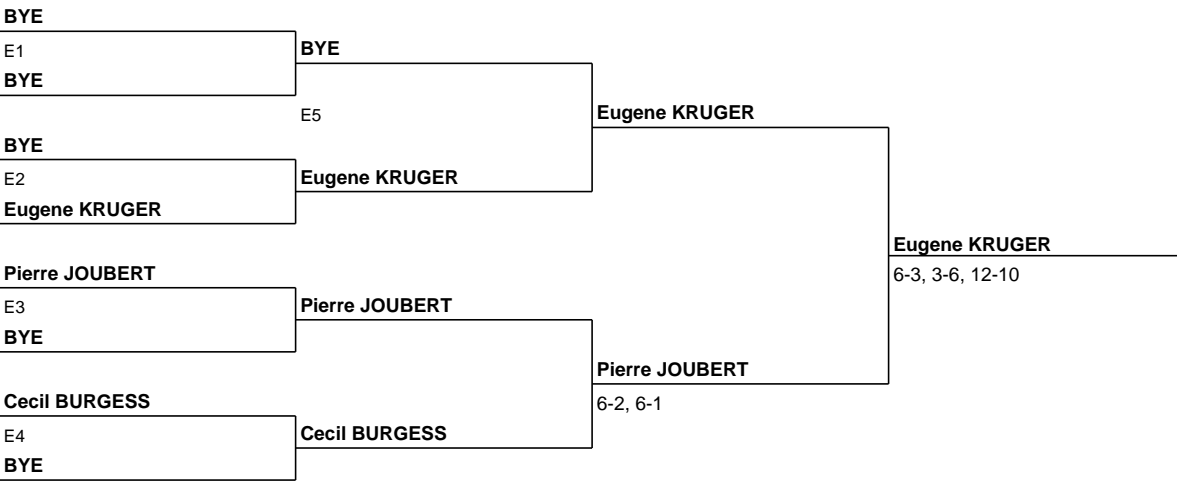 BYE
E1
BYE
BYE
E5
Eugene KRUGER
BYE
E2
Eugene KRUGER
Eugene KRUGER
Eugene KRUGER
6-3, 3-6, 12-10
Pierre JOUBERT
E3
Pierre JOUBERT
BYE
Pierre JOUBERT
6-2, 6-1
Cecil BURGESS
E4
Cecil BURGESS
BYE